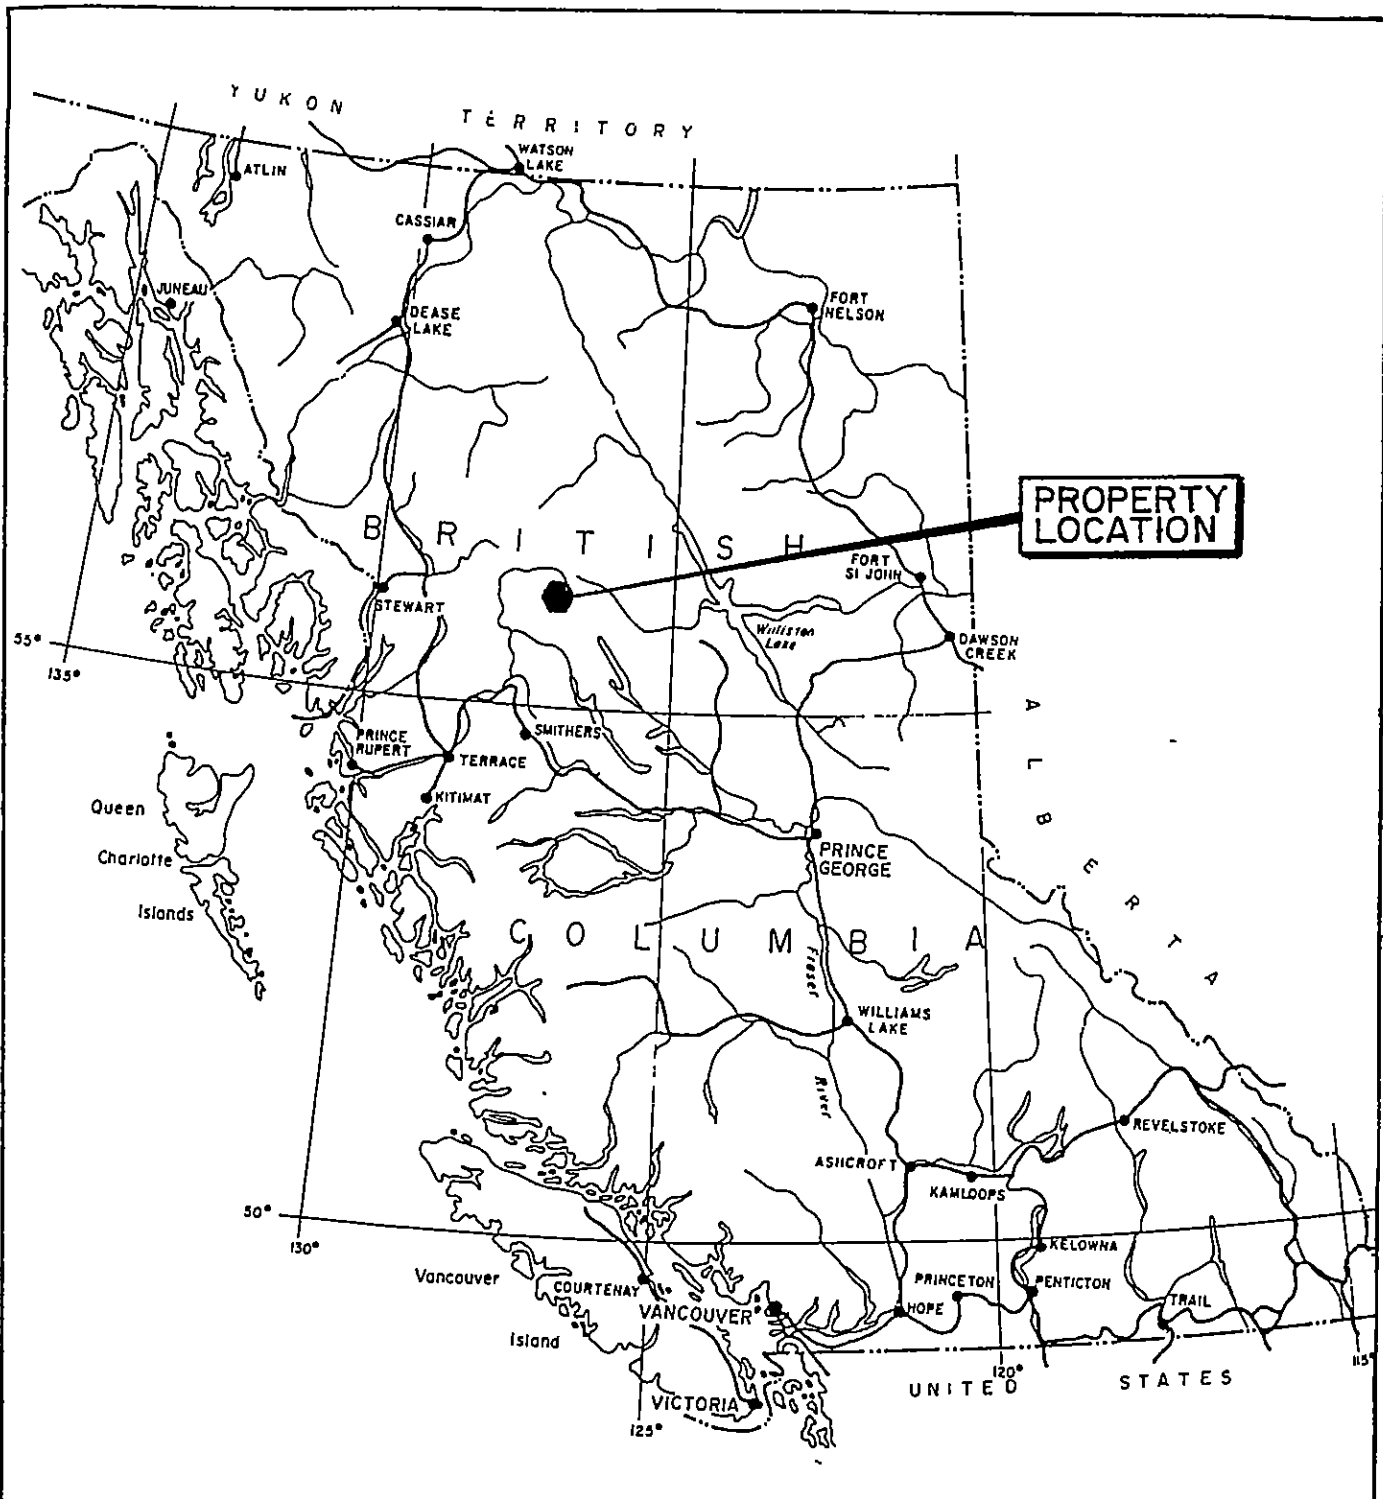 YUKON TERRITORY
WATSON
LAKE
ATLIN
CASSIAR
JUNEAU
DEASE
LAKE
FORT
NELSON
PROPERTY
LOCATION
BRITISH
FORT
ST JOHN
STEWART
Williston
Lake
DAWSON
CREEK
55°
135°
ALBERTA
PRINCE
RUPERT
SMITHERS
TERRACE
KITIMAT
Queen
Charlotte
Islands
PRINCE
GEORGE
COLUMBIA
Fraser
River
WILLIAMS
LAKE
REVELSTOKE
ASHCROFT
KAMLOOPS
50°
130°
KELOWNA
Vancouver
Island
COURTENAY
PRINCETON
PENTICTON
VANCOUVER
HOPE
TRAIL
120°
115°
UNITED STATES
VICTORIA
125°